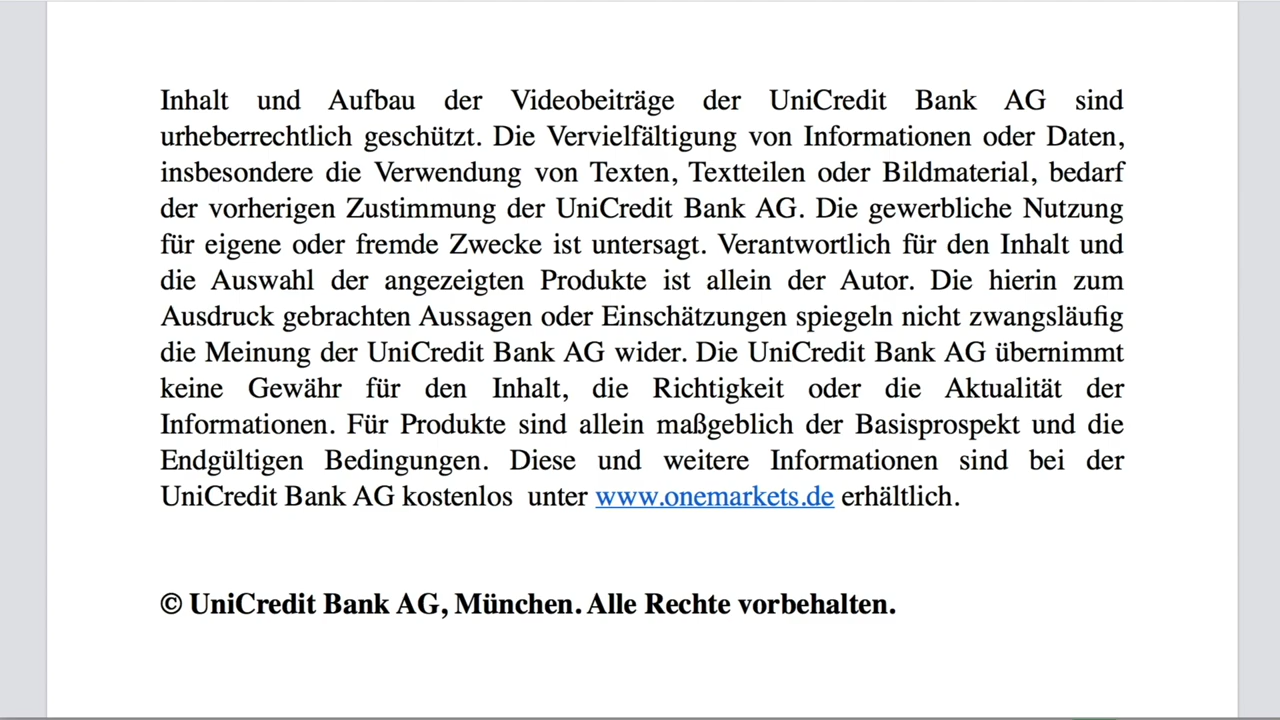 Inhalt und Aufbau der Videobeiträge der UniCredit Bank AG sind
urheberrechtlich geschützt. Die Vervielfältigung von Informationen oder Daten,
insbesondere die Verwendung von Texten, Textteilen oder Bildmaterial, bedarf
der vorherigen Zustimmung der UniCredit Bank AG. Die gewerbliche Nutzung
für eigene oder fremde Zwecke ist untersagt. Verantwortlich für den Inhalt und
die Auswahl der angezeigten Produkte ist allein der Autor. Die hierin zum
Ausdruck gebrachten Aussagen oder Einschätzungen spiegeln nicht zwangsläufig
die Meinung der UniCredit Bank AG wider. Die UniCredit Bank AG übernimmt
keine Gewähr für den Inhalt, die Richtigkeit oder die Aktualität der
Informationen. Für Produkte sind allein maßgeblich der Basisprospekt und die
Endgültigen Bedingungen. Diese und weitere Informationen sind bei der
UniCredit Bank AG kostenlos  unter www.onemarkets.de erhältlich.
© UniCredit Bank AG, München. Alle Rechte vorbehalten.